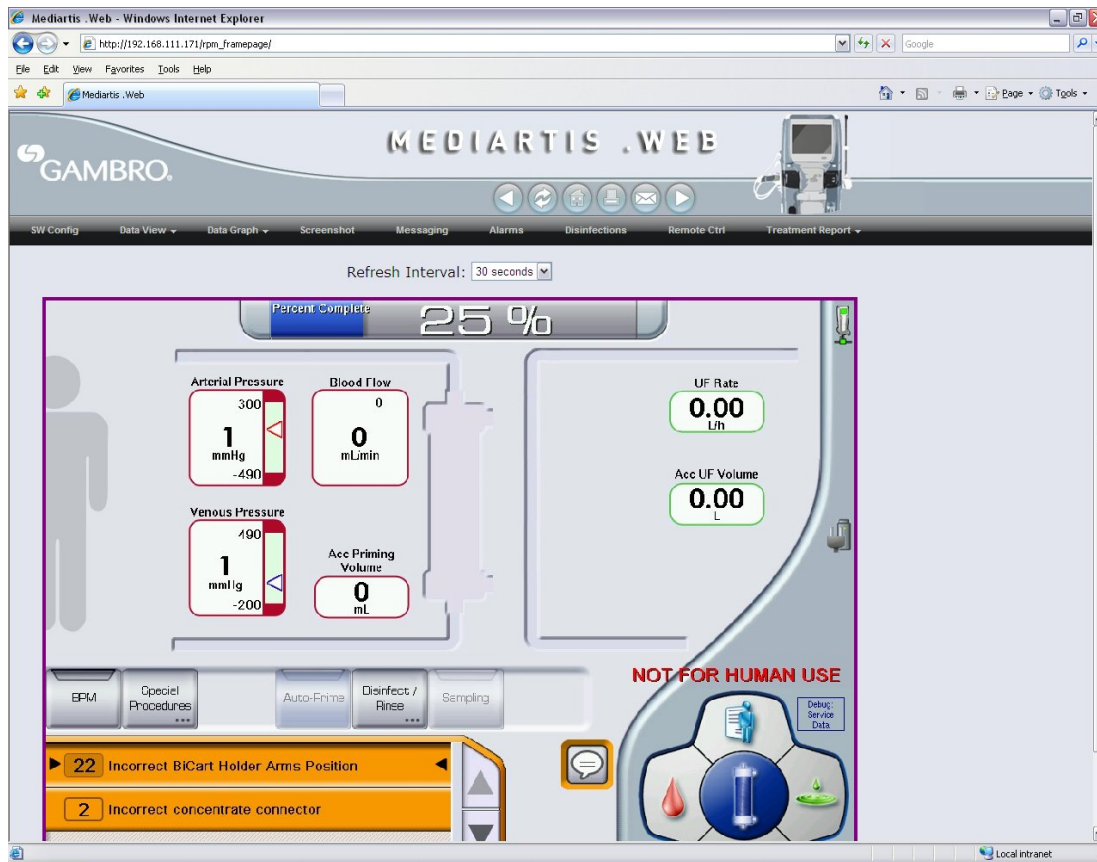 Mediartis .Web - Windows Internet Explorer
http://192.168.111.171/rpm_framepage/
Google
File Edit View Favorites Tools Help
Mediartis .Web
Page Tools
GAMBRO
MEDIARTIS .WEB
SW Config Data View Data Graph Screenshot Messaging Alarms Disinfections Remote Ctrl Treatment Report
Refresh Interval: 30 seconds
Percent Complete 25 %
Arterial Pressure
300
1
mmHg
-490
Blood Flow
0
0
mL/min
UF Rate
0.00
L/h
Acc UF Volume
0.00
L
Venous Pressure
490
1
mmHg
-200
Acc Priming
Volume
0
mL
NOT FOR HUMAN USE
BPM
Special
Procedures
...
Auto-Prime
Disinfect /
Rinse
...
Sampling
Debug:
Service
Data
22 Incorrect BiCart Holder Arms Position
2 Incorrect concentrate connector
Local intranet